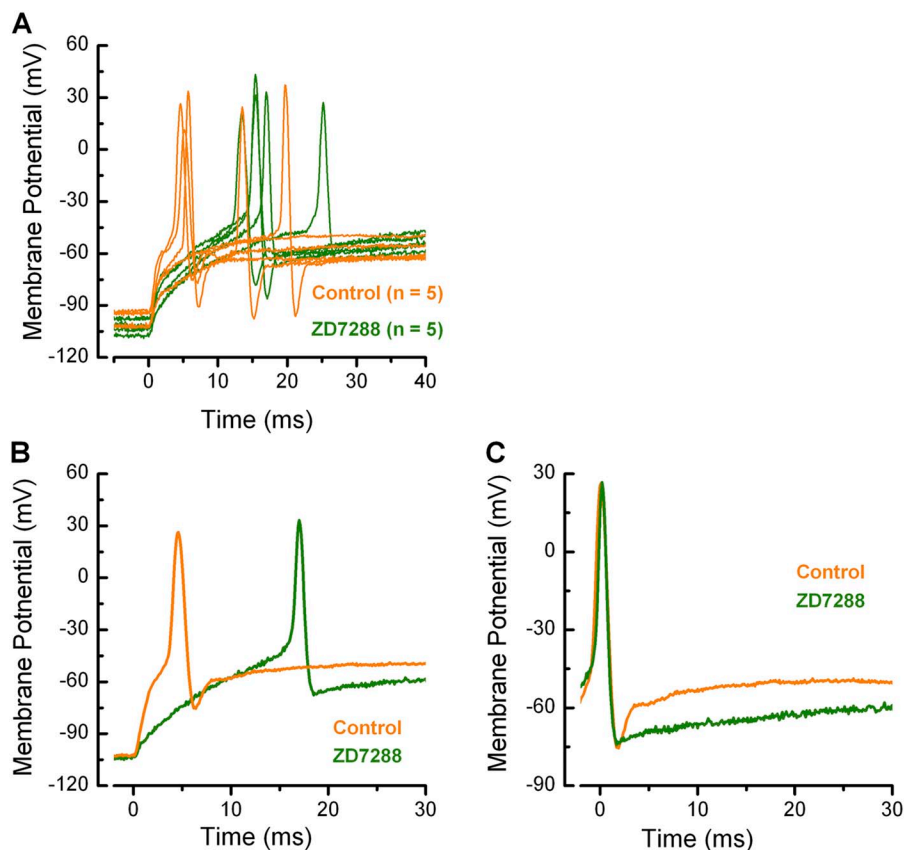 A
Membrane Potnential (mV)
60
30
0
-30
-60
-90
-120
Control (n = 5)
ZD7288 (n = 5)
0 10 20 30 40
Time (ms)
B
Membrane Potnential (mV)
60
30
0
-30
-60
-90
-120
Control
ZD7288
0 10 20 30
Time (ms)
C
Membrane Potnential (mV)
30
0
-30
-60
-90
Control
ZD7288
0 10 20 30
Time (ms)